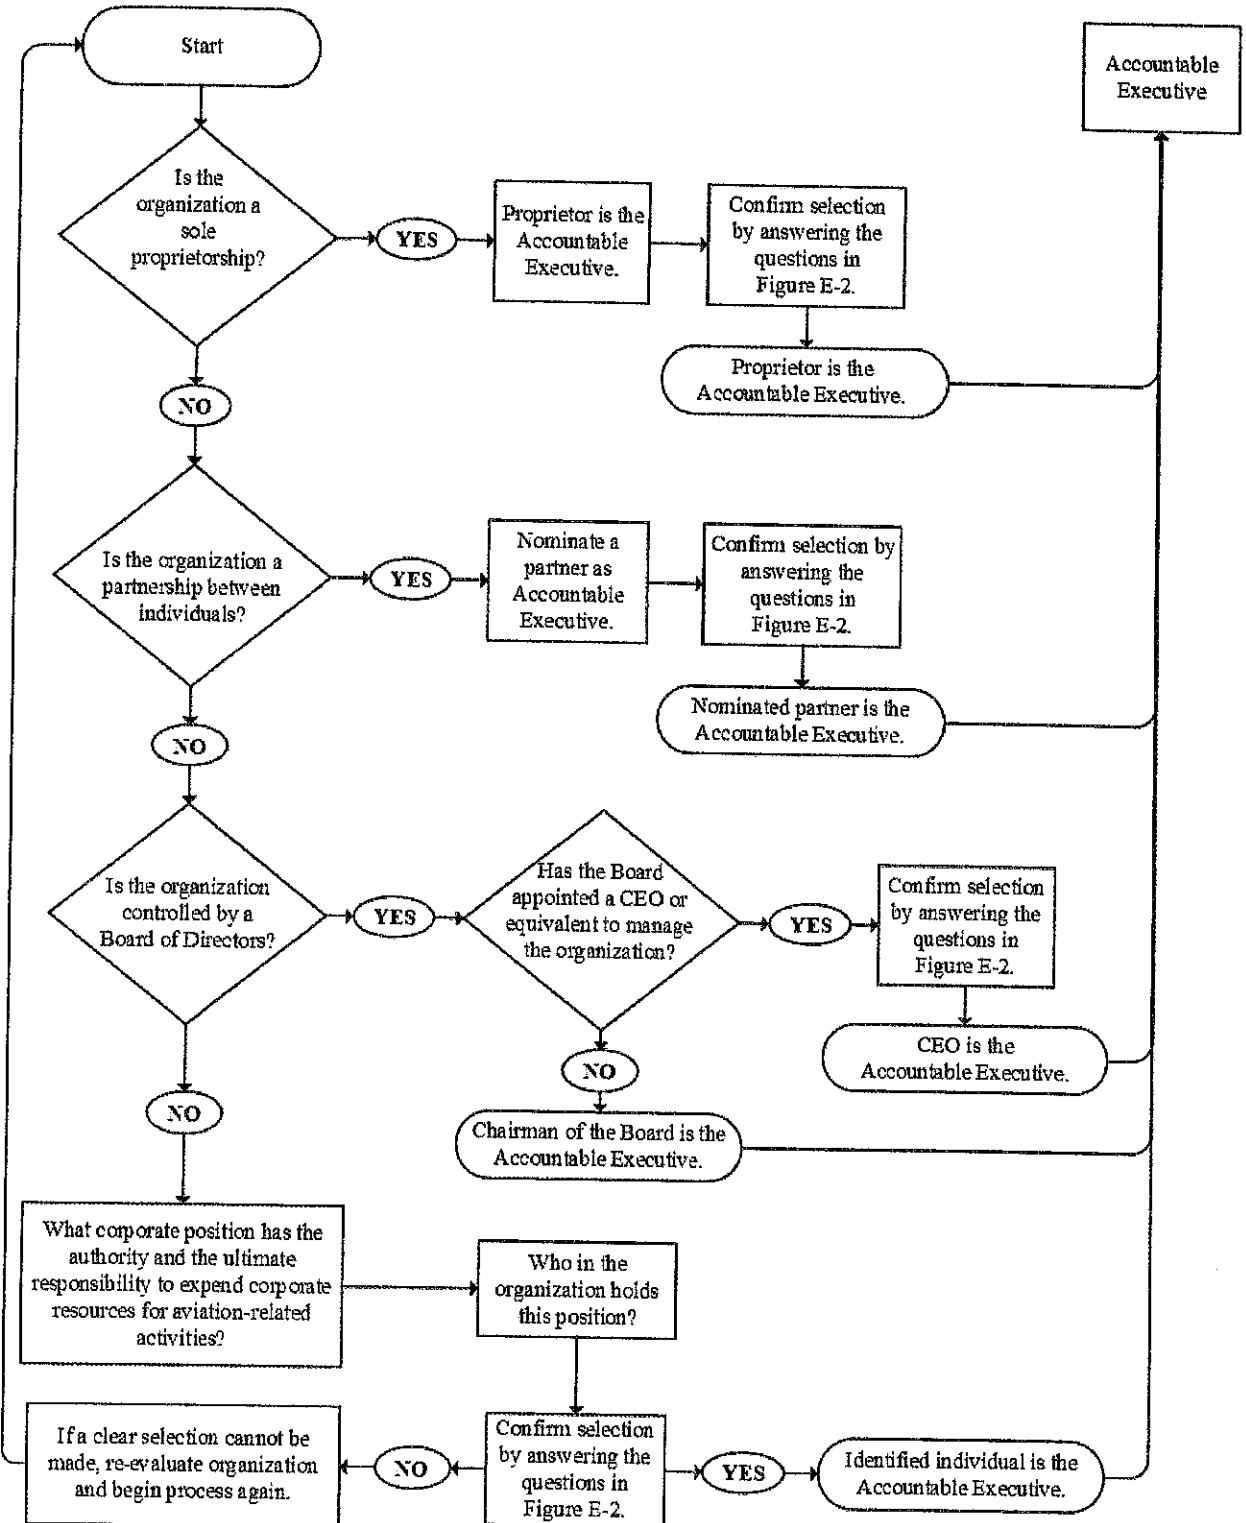 Start
Accountable
Executive
Is the
organization a
sole
proprietorship?
YES
Proprietor is the
Accountable
Executive.
Confirm selection
by answering the
questions in
Figure E-2.
Proprietor is the
Accountable Executive.
NO
Is the organization a
partnership between
individuals?
YES
Nominate a
partner as
Accountable
Executive.
Confirm selection by
answering the
questions in
Figure E-2.
Nominated partner is the
Accountable Executive.
NO
Is the organization
controlled by a
Board of Directors?
YES
Has the Board
appointed a CEO or
equivalent to manage
the organization?
YES
Confirm selection
by answering the
questions in
Figure E-2.
CEO is the
Accountable Executive.
NO
Chairman of the Board is the
Accountable Executive.
NO
What corporate position has the
authority and the ultimate
responsibility to expend corporate
resources for aviation-related
activities?
Who in the
organization holds
this position?
Confirm selection
by answering the
questions in
Figure E-2.
NO
If a clear selection cannot be
made, re-evaluate organization
and begin process again.
YES
Identified individual is the
Accountable Executive.